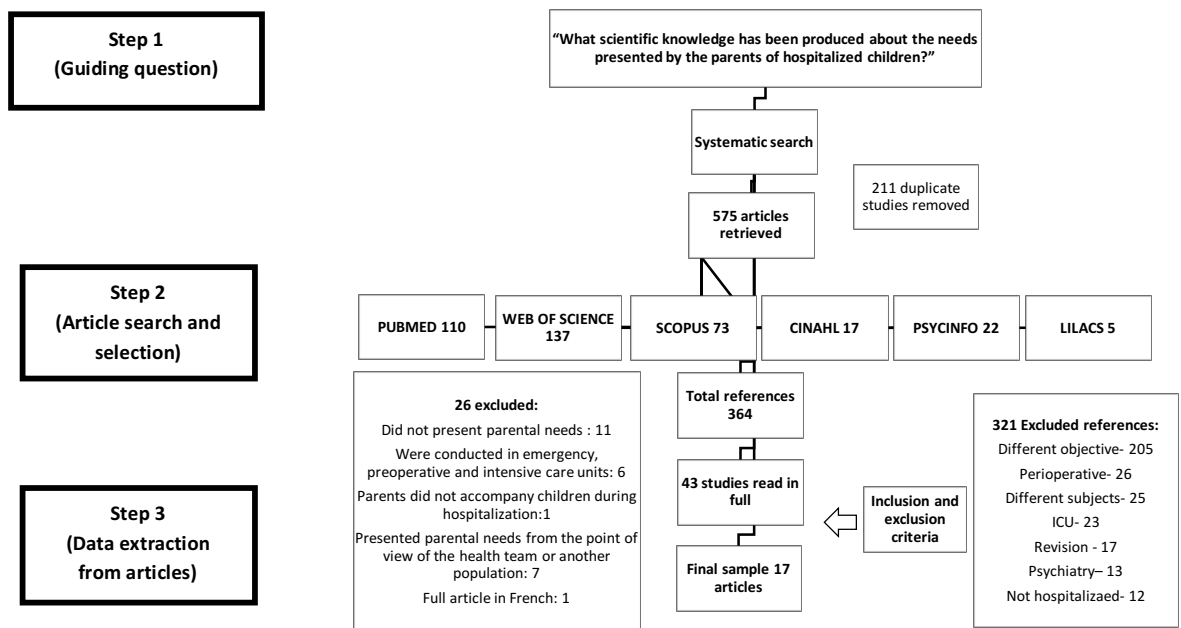 Step 1
(Guiding question)
“What scientific knowledge has been produced about the needs
presented by the parents of hospitalized children?”
Systematic search
211 duplicate
studies removed
575 articles
retrieved
Step 2
(Article search and
selection)
PUBMED 110
WEB OF SCIENCE
137
SCOPUS 73
CINAHL 17
PSYCINFO 22
LILACS 5
Total references
364
26 excluded:
Did not present parental needs : 11
Were conducted in emergency,
preoperative and intensive care units: 6
Parents did not accompany children during
hospitalization:1
Presented parental needs from the point of
view of the health team or another
population: 7
Full article in French: 1
321 Excluded references:
Different objective- 205
Perioperative- 26
Different subjects- 25
ICU- 23
Revision - 17
Psychiatry– 13
Not hospitalizaed- 12
Step 3
(Data extraction
from articles)
43 studies read in
full
Inclusion and
exclusion
criteria
Final sample 17
articles